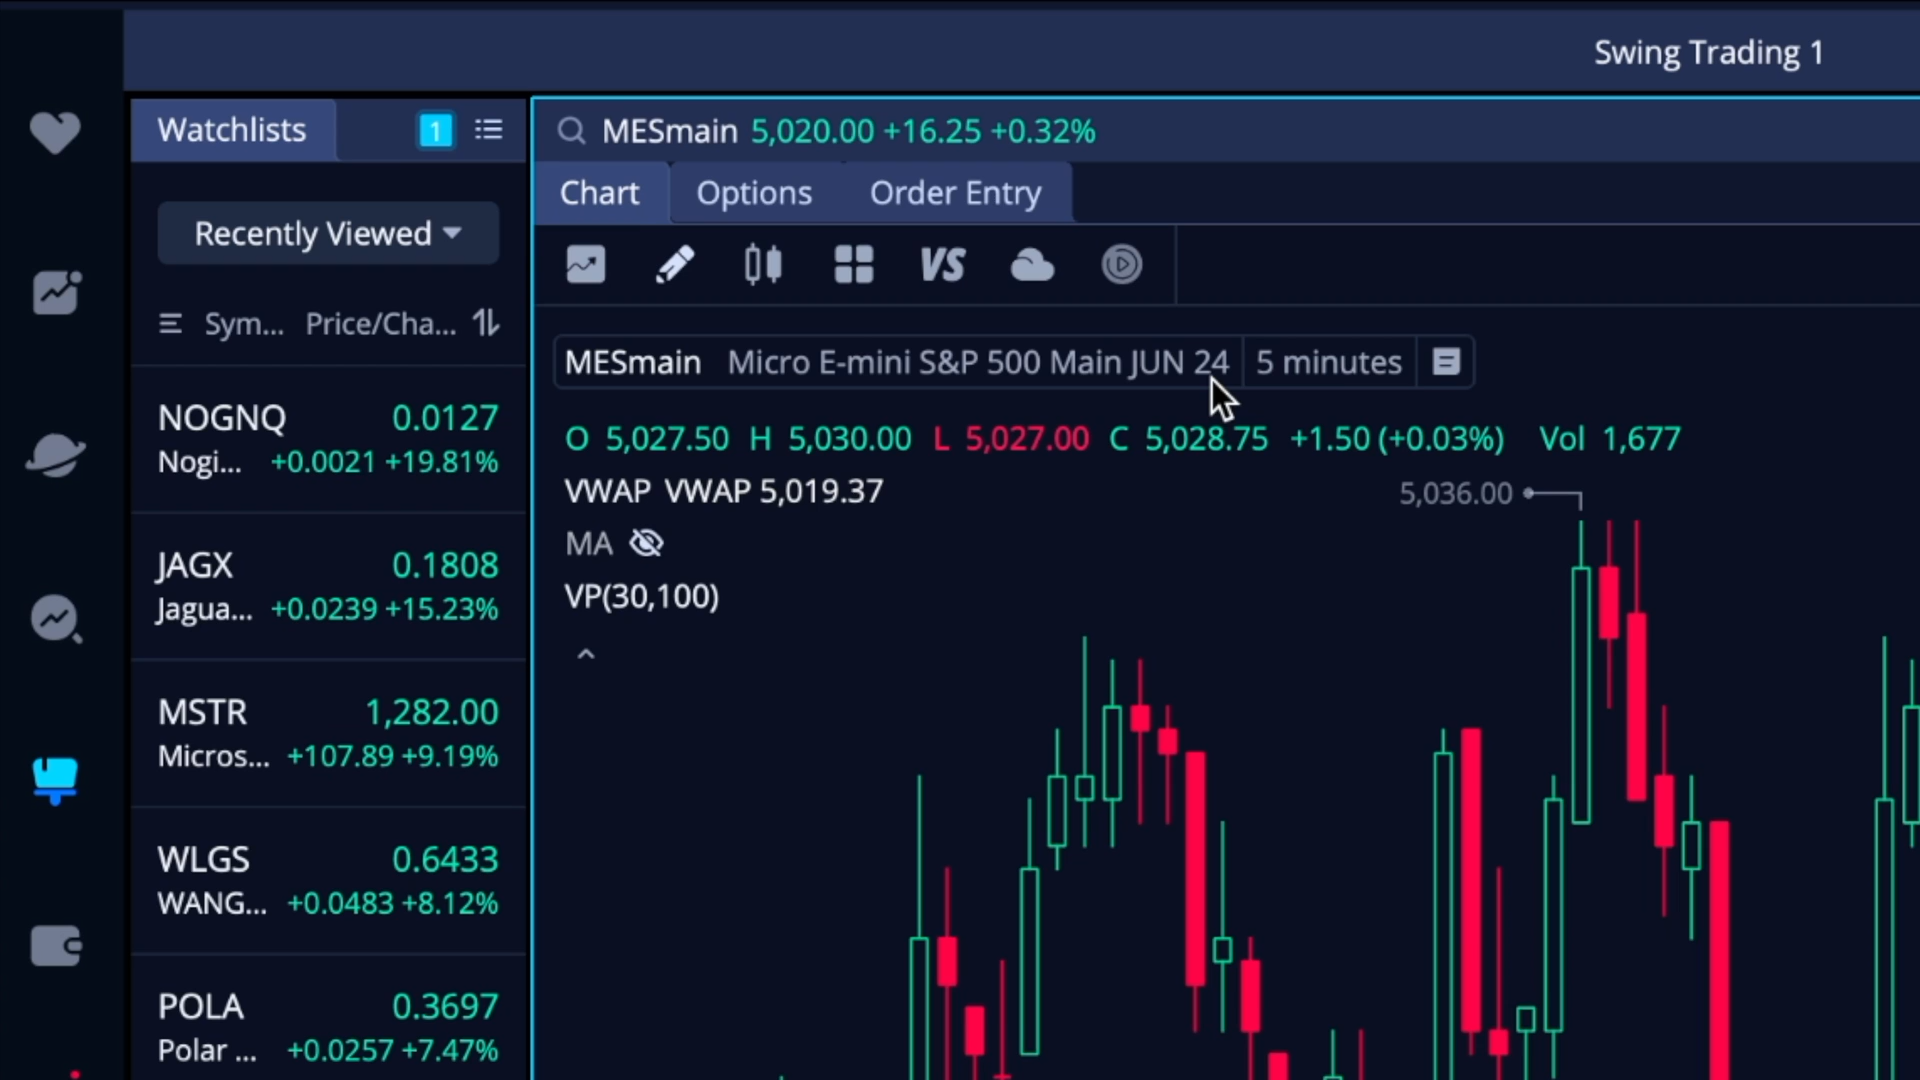 Swing Trading 1
Watchlists 1
Recently Viewed
Sym... Price/Cha...
NOGNQ 0.0127
Nogi... +0.0021 +19.81%
JAGX 0.1808
Jagua... +0.0239 +15.23%
MSTR 1,282.00
Micros... +107.89 +9.19%
WLGS 0.6433
WANG... +0.0483 +8.12%
POLA 0.3697
Polar ... +0.0257 +7.47%
MESmain 5,020.00 +16.25 +0.32%
Chart Options Order Entry
VS
MESmain Micro E-mini S&P 500 Main JUN 24 5 minutes
O 5,027.50 H 5,030.00 L 5,027.00 C 5,028.75 +1.50 (+0.03%) Vol 1,677
VWAP VWAP 5,019.37
5,036.00
MA
VP(30,100)